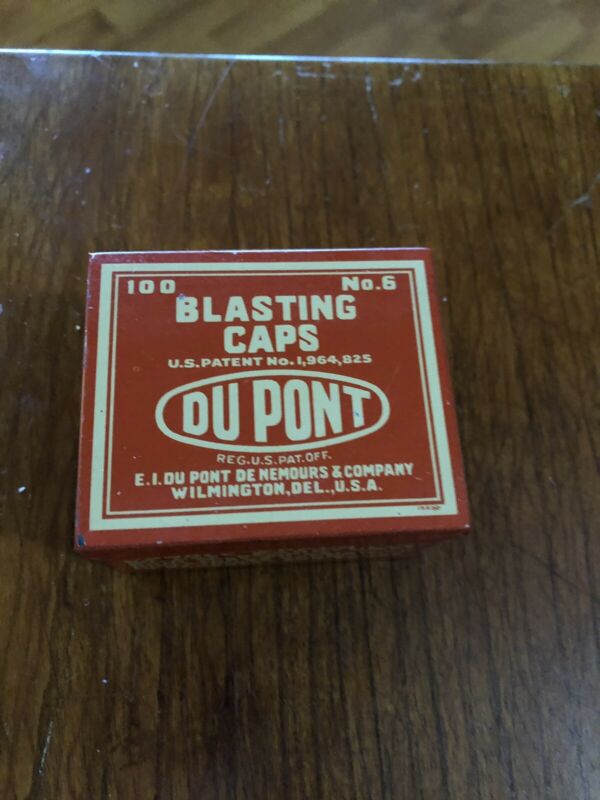 100 No.6
BLASTING
CAPS
U.S. PATENT No. 1,964,825
DU PONT
REG. U.S. PAT. OFF.
E. I. DU PONT DE NEMOURS & COMPANY
WILMINGTON, DEL., U.S.A.